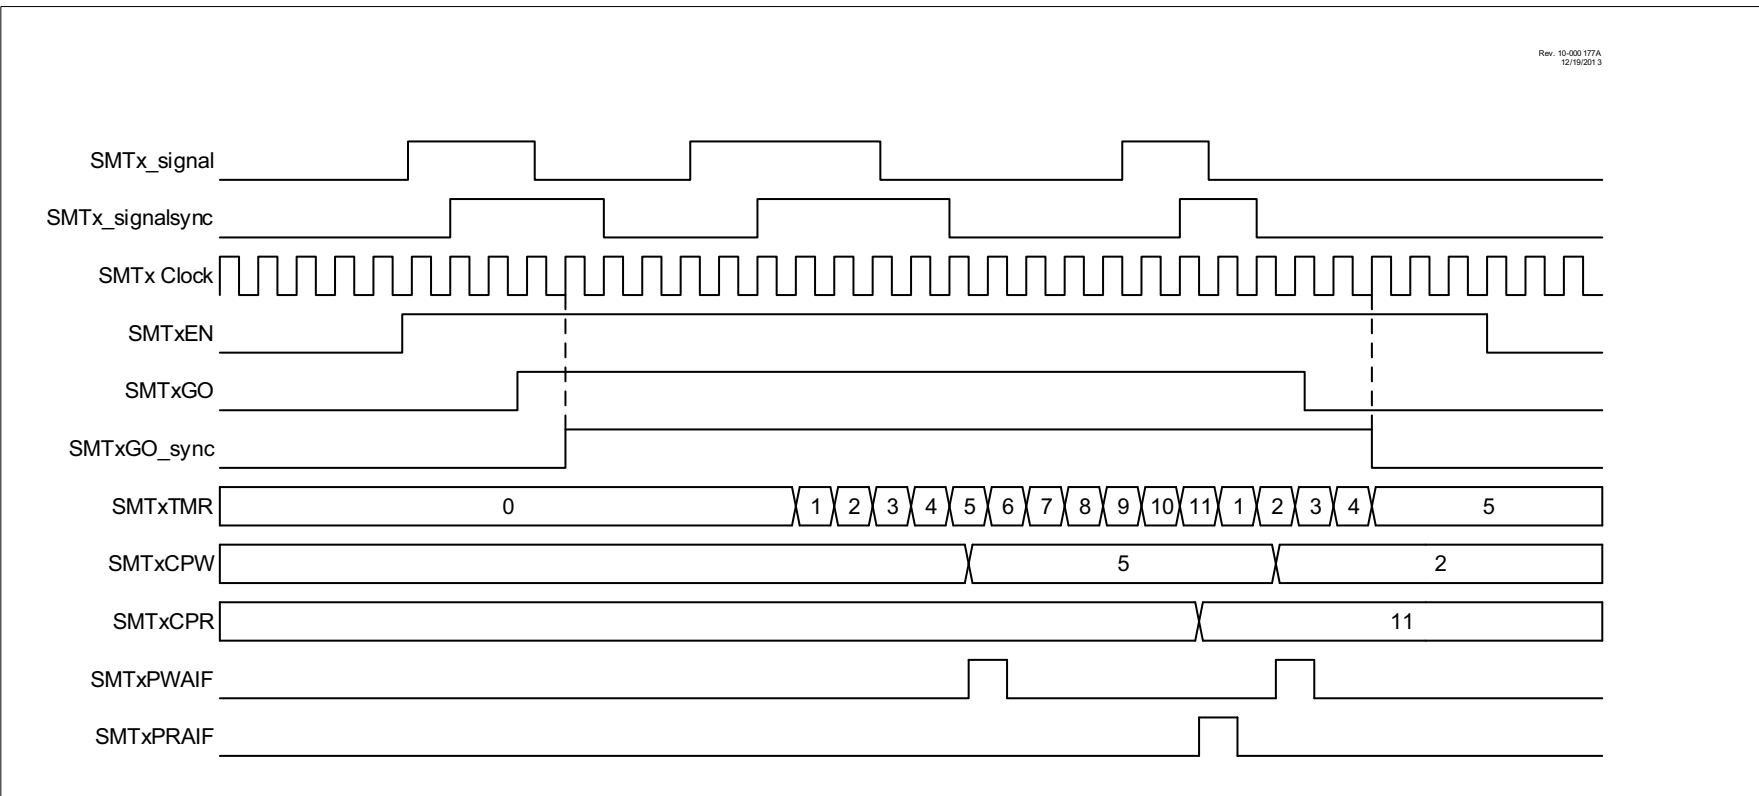 Rev. 10-000 177A
12/19/201 3
SMTx_signal
SMTx_signalsync
SMTx Clock
SMTxEN
SMTxGO
SMTxGO_sync
SMTxTMR 0 1 2 3 4 5 6 7 8 9 10 11 1 2 3 4 5
SMTxCPW 5 2
SMTxCPR 11
SMTxPWAIF
SMTxPRAIF